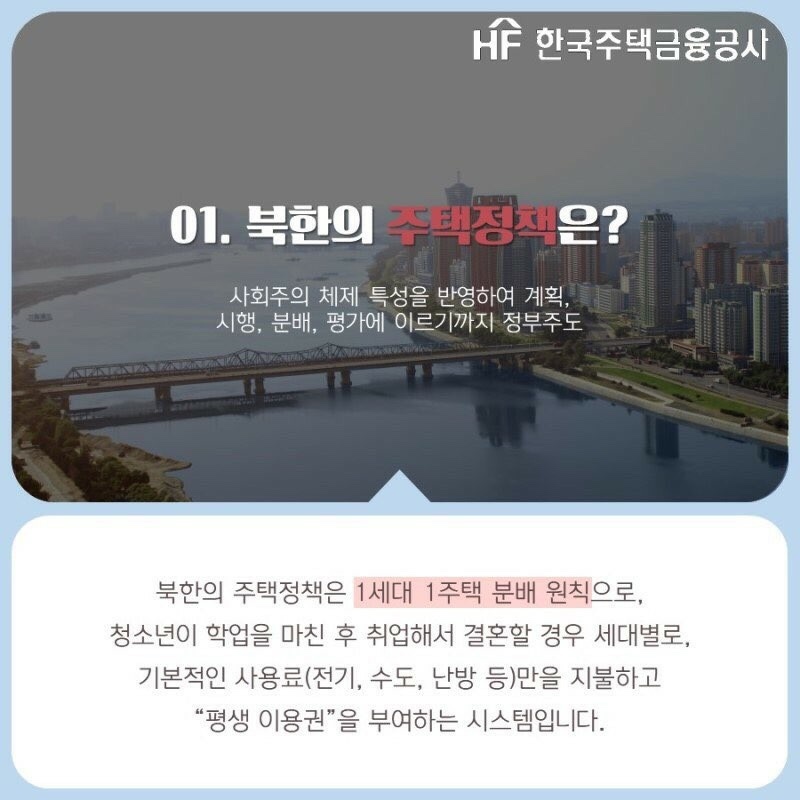 HF 한국주택금융공사
01. 북한의 주택정책은?
사회주의 체제 특성을 반영하여 계획,
시행, 분배, 평가에 이르기까지 정부주도
북한의 주택정책은 1세대 1주택 분배 원칙으로,
청소년이 학업을 마친 후 취업해서 결혼할 경우 세대별로,
기본적인 사용료(전기, 수도, 난방 등)만을 지불하고
“평생 이용권”을 부여하는 시스템입니다.